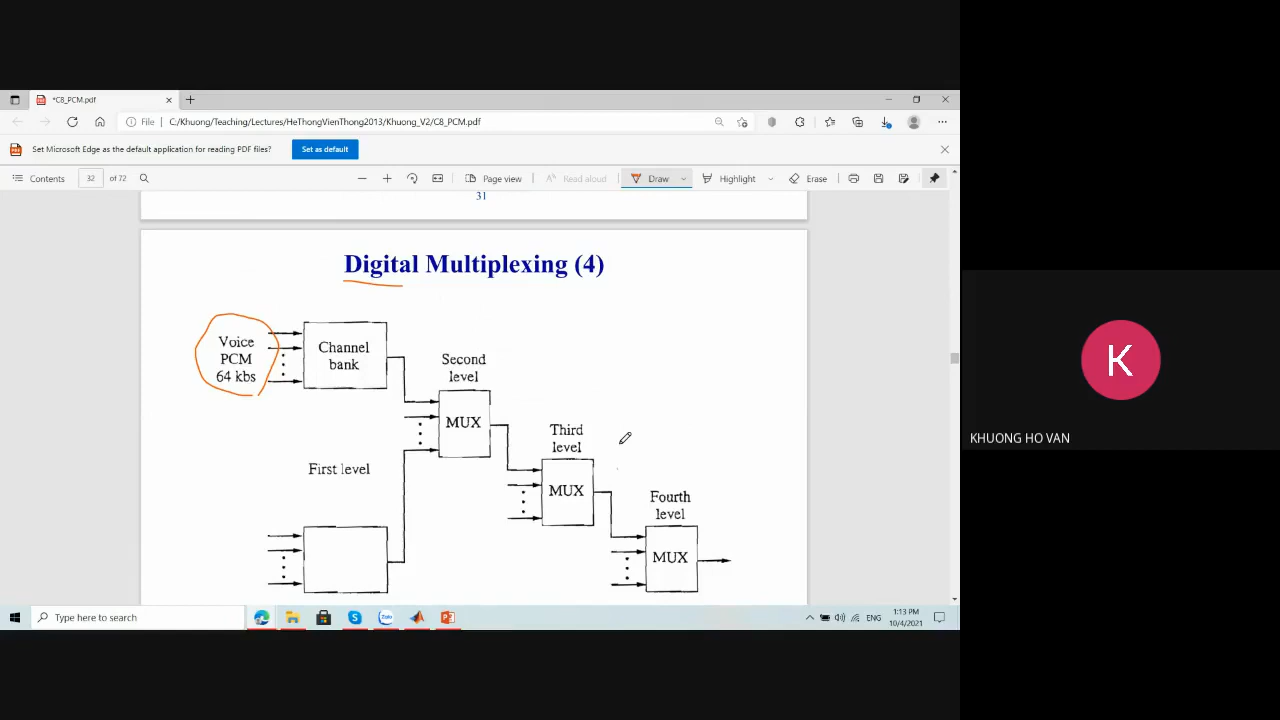 *C8_PCM.pdf
File
C:/Khuong/Teaching/Lectures/HeThongVienThong2013/Khuong_V2/C8_PCM.pdf
Set Microsoft Edge as the default application for reading PDF files?
Set as default
Contents
32
of 72
Page view
Read aloud
Draw
Highlight
Erase
31
Digital Multiplexing (4)
Voice
PCM
64 kbs
Channel
bank
Second
level
MUX
Third
level
MUX
First level
Fourth
level
MUX
K
KHUONG HO VAN
Type here to search
Zalo
ENG
1:13 PM
10/4/2021